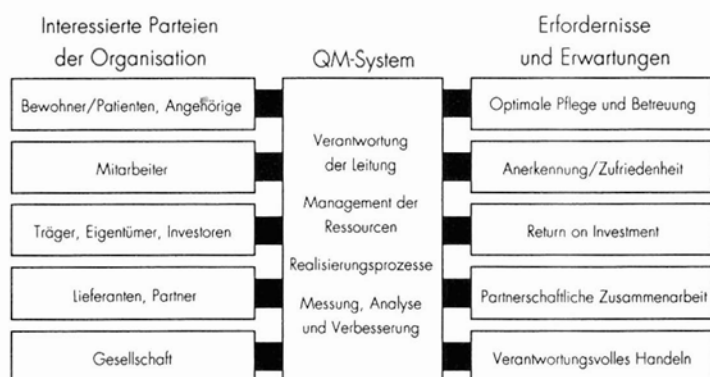 Interessierte Parteien
der Organisation
QM-System
Erfordernisse
und Erwartungen
Bewohner/Patienten, Angehörige
Mitarbeiter
Träger, Eigentümer, Investoren
Lieferanten, Partner
Gesellschaft
Verantwortung
der Leitung
Management der
Ressourcen
Realisierungsprozesse
Messung, Analyse
und Verbesserung
Optimale Pflege und Betreuung
Anerkennung/Zufriedenheit
Return on Investment
Partnerschaftliche Zusammenarbeit
Verantwortungsvolles Handeln